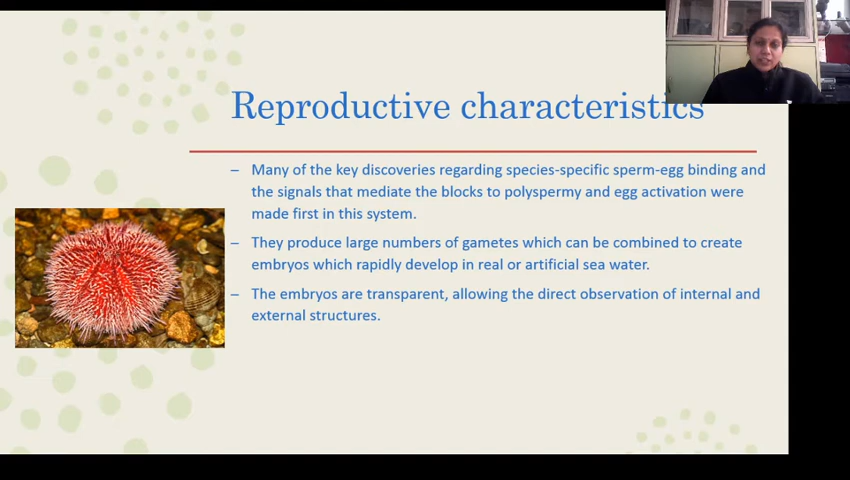 Reproductive characteristics
– Many of the key discoveries regarding species-specific sperm-egg binding and
the signals that mediate the blocks to polyspermy and egg activation were
made first in this system.
– They produce large numbers of gametes which can be combined to create
embryos which rapidly develop in real or artificial sea water.
– The embryos are transparent, allowing the direct observation of internal and
external structures.